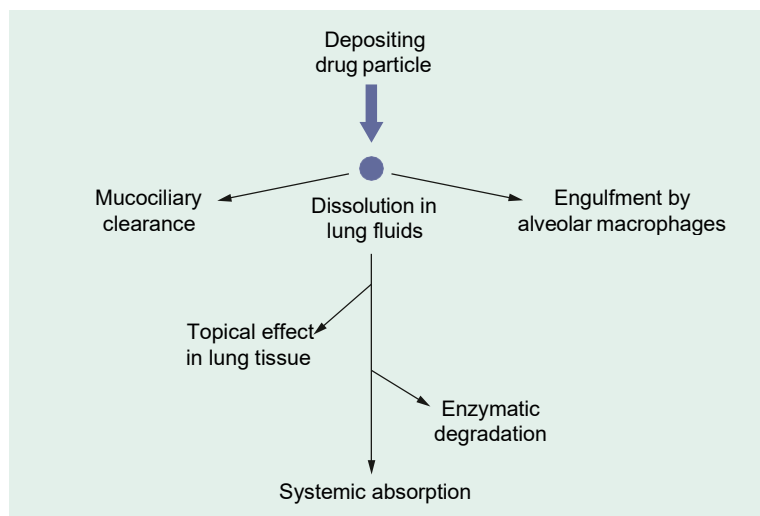 Depositing
drug particle
Mucociliary
clearance
Dissolution in
lung fluids
Engulfment by
alveolar macrophages
Topical effect
in lung tissue
Enzymatic
degradation
Systemic absorption